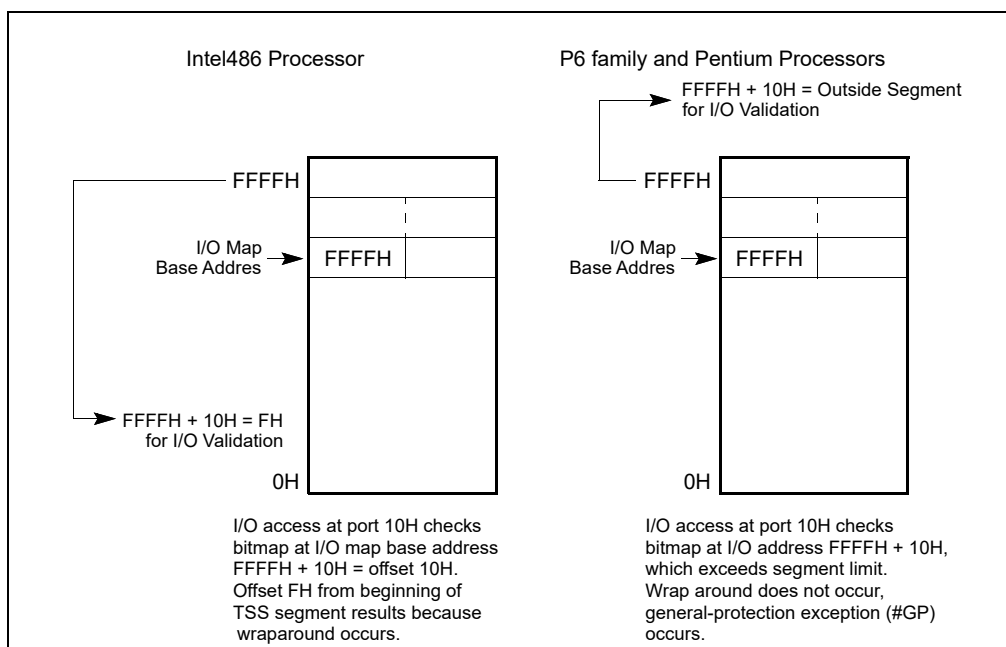 Intel486 Processor
FFFFH
I/O Map
Base Addres
FFFFH
FFFFH + 10H = FH
for I/O Validation
0H
I/O access at port 10H checks
bitmap at I/O map base address
FFFFH + 10H = offset 10H.
Offset FH from beginning of
TSS segment results because
wraparound occurs.
P6 family and Pentium Processors
FFFFH + 10H = Outside Segment
for I/O Validation
FFFFH
I/O Map
Base Addres
FFFFH
0H
I/O access at port 10H checks
bitmap at I/O address FFFFH + 10H,
which exceeds segment limit.
Wrap around does not occur,
general-protection exception (#GP)
occurs.